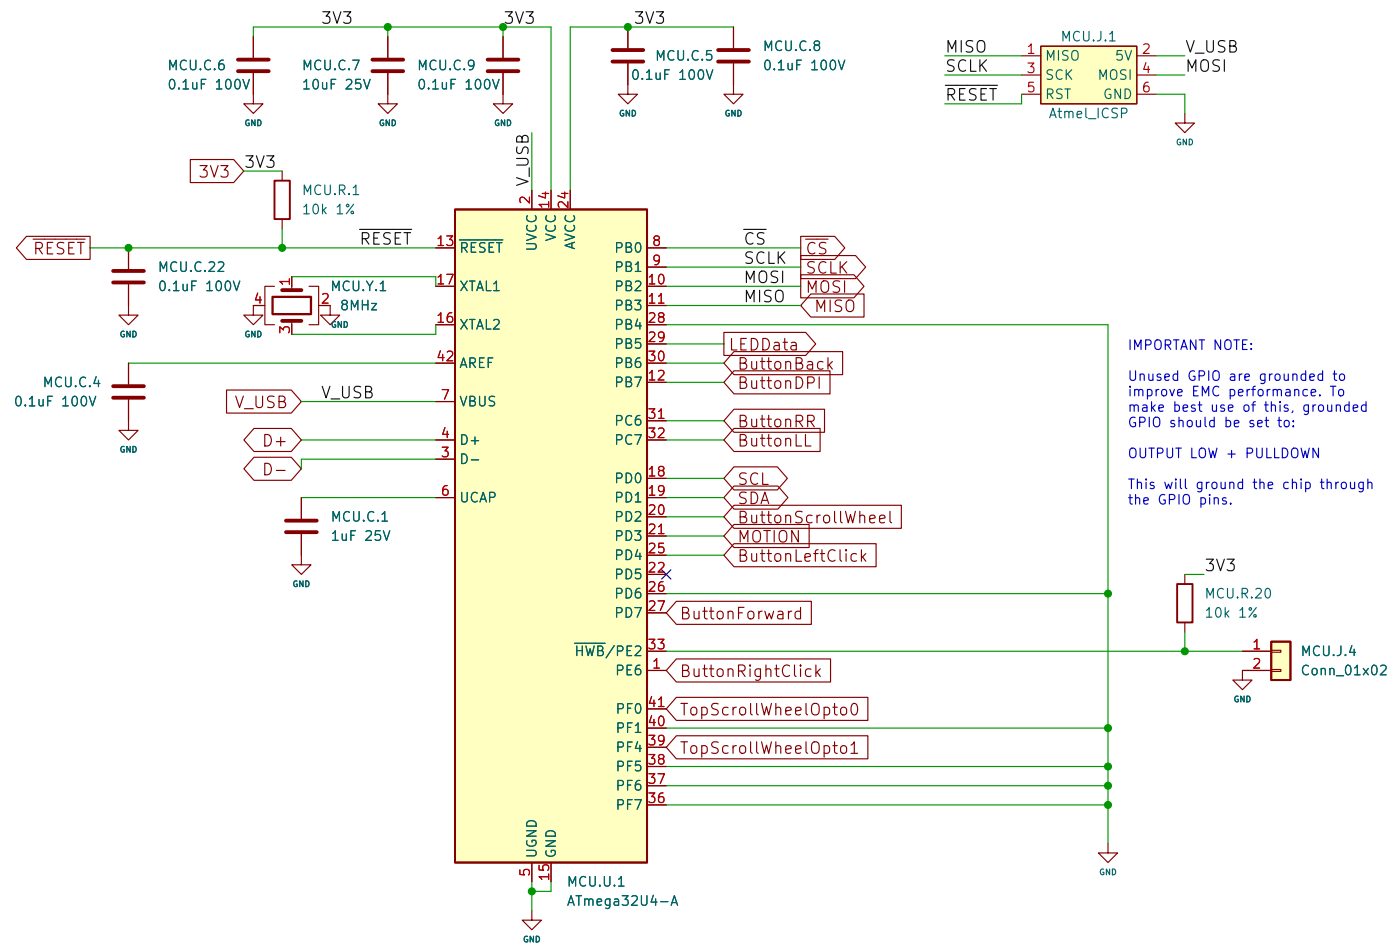 3V3
3V3
3V3
MCU.C.6
0.1uF 100V
MCU.C.7
10uF 25V
MCU.C.9
0.1uF 100V
MCU.C.5
0.1uF 100V
MCU.C.8
0.1uF 100V
GND
GND
GND
GND
GND
MCU.J.1
MISO
SCLK
RESET
1
3
5
MISO
SCK
RST
5V
MOSI
GND
2
4
6
V_USB
MOSI
Atmel_ICSP
GND
3V3
3V3
MCU.R.1
10k 1%
RESET
RESET
MCU.C.22
0.1uF 100V
GND
MCU.Y.1
8MHz
1
4
2
3
GND
GND
MCU.C.4
0.1uF 100V
GND
V_USB
V_USB
D+
D-
MCU.C.1
1uF 25V
GND
V_USB
2
14
24
UVCC
VCC
AVCC
13
RESET
17
XTAL1
16
XTAL2
42
AREF
7
VBUS
4
D+
3
D-
6
UCAP
PB0
8
CS
CS
PB1
9
SCLK
SCLK
PB2
10
MOSI
MOSI
PB3
11
MISO
MISO
PB4
28
PB5
29
LEDData
PB6
30
ButtonBack
PB7
12
ButtonDPI
PC6
31
ButtonRR
PC7
32
ButtonLL
PD0
18
SCL
PD1
19
SDA
PD2
20
ButtonScrollWheel
PD3
21
MOTION
PD4
25
ButtonLeftClick
PD5
22
PD6
26
PD7
27
ButtonForward
HWB/PE2
33
PE6
1
ButtonRightClick
PF0
41
TopScrollWheelOpto0
PF1
40
PF4
39
TopScrollWheelOpto1
PF5
38
PF6
37
PF7
36
UGND
GND
5
15
MCU.U.1
ATmega32U4-A
GND
GND
IMPORTANT NOTE:
Unused GPIO are grounded to
improve EMC performance. To
make best use of this, grounded
GPIO should be set to:
OUTPUT LOW + PULLDOWN
This will ground the chip through
the GPIO pins.
3V3
MCU.R.20
10k 1%
1
2
MCU.J.4
Conn_01x02
GND